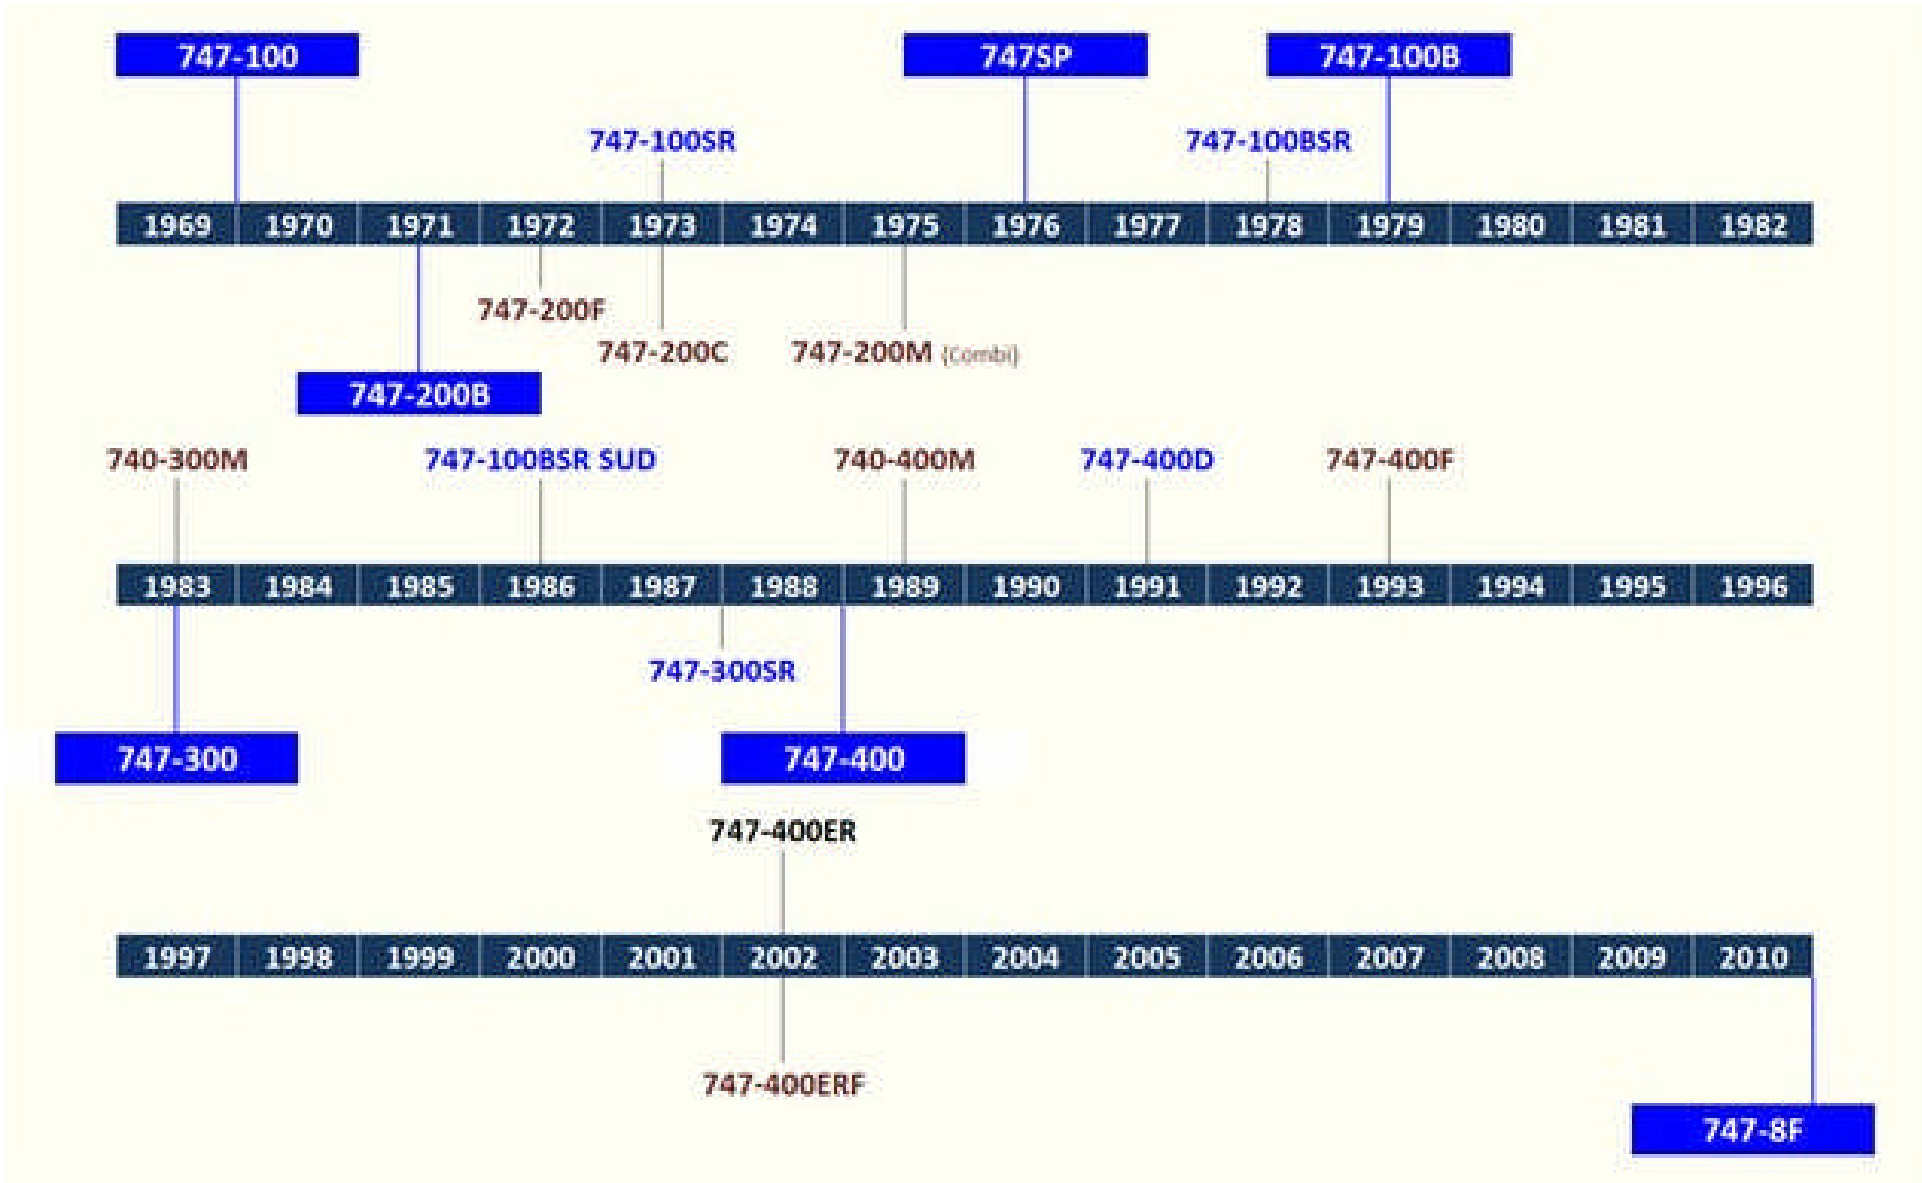 747-100 747SP 747-100B
747-100SR 747-100BSR
1969 1970 1971 1972 1973 1974 1975 1976 1977 1978 1979 1980 1981 1982
747-200F
747-200C 747-200M (Combi)
747-200B
740-300M 747-100BSR SUD 740-400M 747-400D 747-400F
1983 1984 1985 1986 1987 1988 1989 1990 1991 1992 1993 1994 1995 1996
747-300SR
747-300 747-400
747-400ER
1997 1998 1999 2000 2001 2002 2003 2004 2005 2006 2007 2008 2009 2010
747-400ERF
747-8F